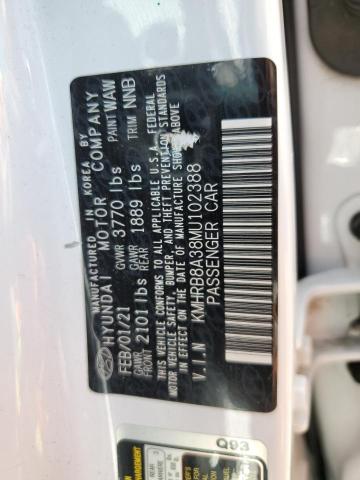 MANUFACTURED IN KOREA BY
HYUNDAI MOTOR COMPANY
FEB/01/21 GVWR 3770 lbs PAINT WAW
GAWR FRONT 2101 lbs GAWR REAR 1889 lbs TRIM NNB
THIS VEHICLE CONFORMS TO ALL APPLICABLE U.S.A. FEDERAL
MOTOR VEHICLE SAFETY, BUMPER, AND THEFT PREVENTION
STANDARDS IN EFFECT ON THE DATE OF MANUFACTURE SHOWN ABOVE
V.I.N KMHRB8A38MU102388
PASSENGER CAR
Q93